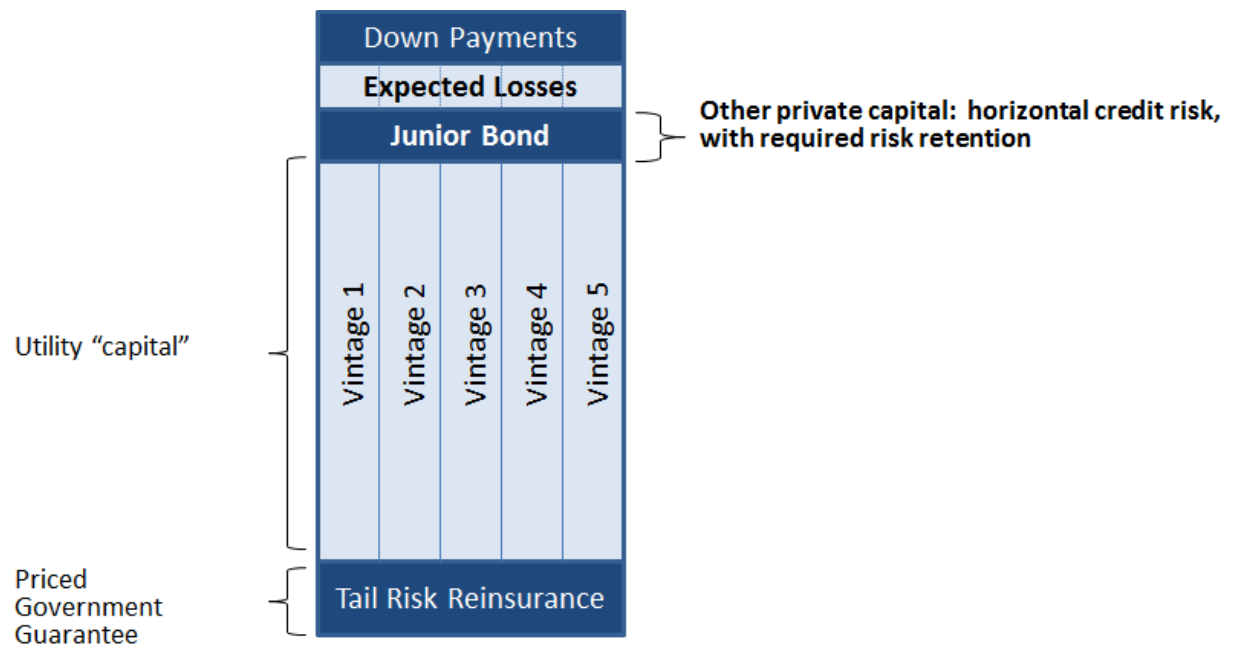 Down Payments
Expected Losses
Junior Bond
Other private capital: horizontal credit risk,
with required risk retention
Utility “capital”
Vintage 1
Vintage 2
Vintage 3
Vintage 4
Vintage 5
Priced
Government
Guarantee
Tail Risk Reinsurance